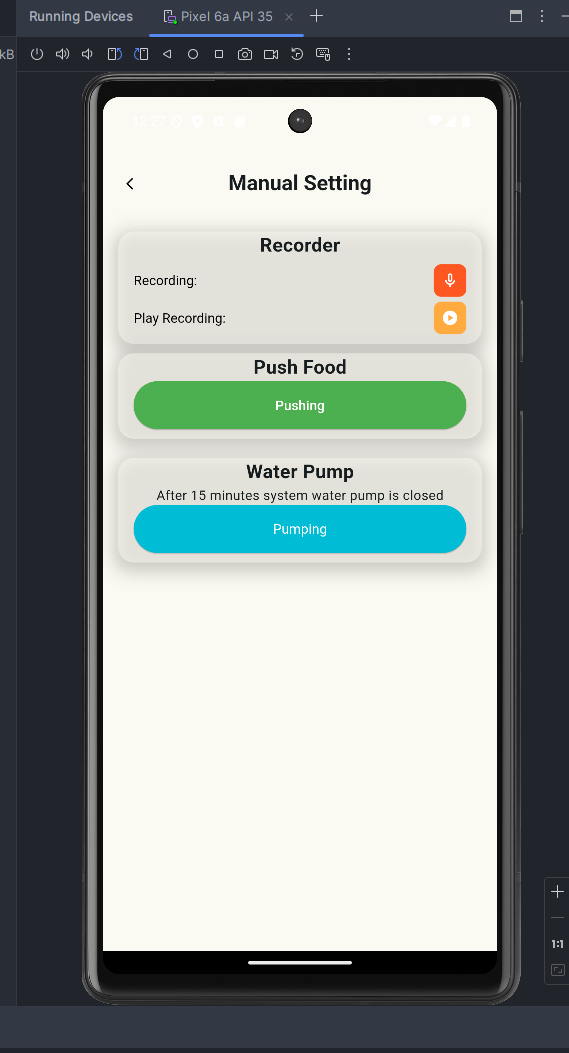 Running Devices
Pixel 6a API 35
kB
Manual Setting
Recorder
Recording:
Play Recording:
Push Food
Pushing
Water Pump
After 15 minutes system water pump is closed
Pumping
1:1